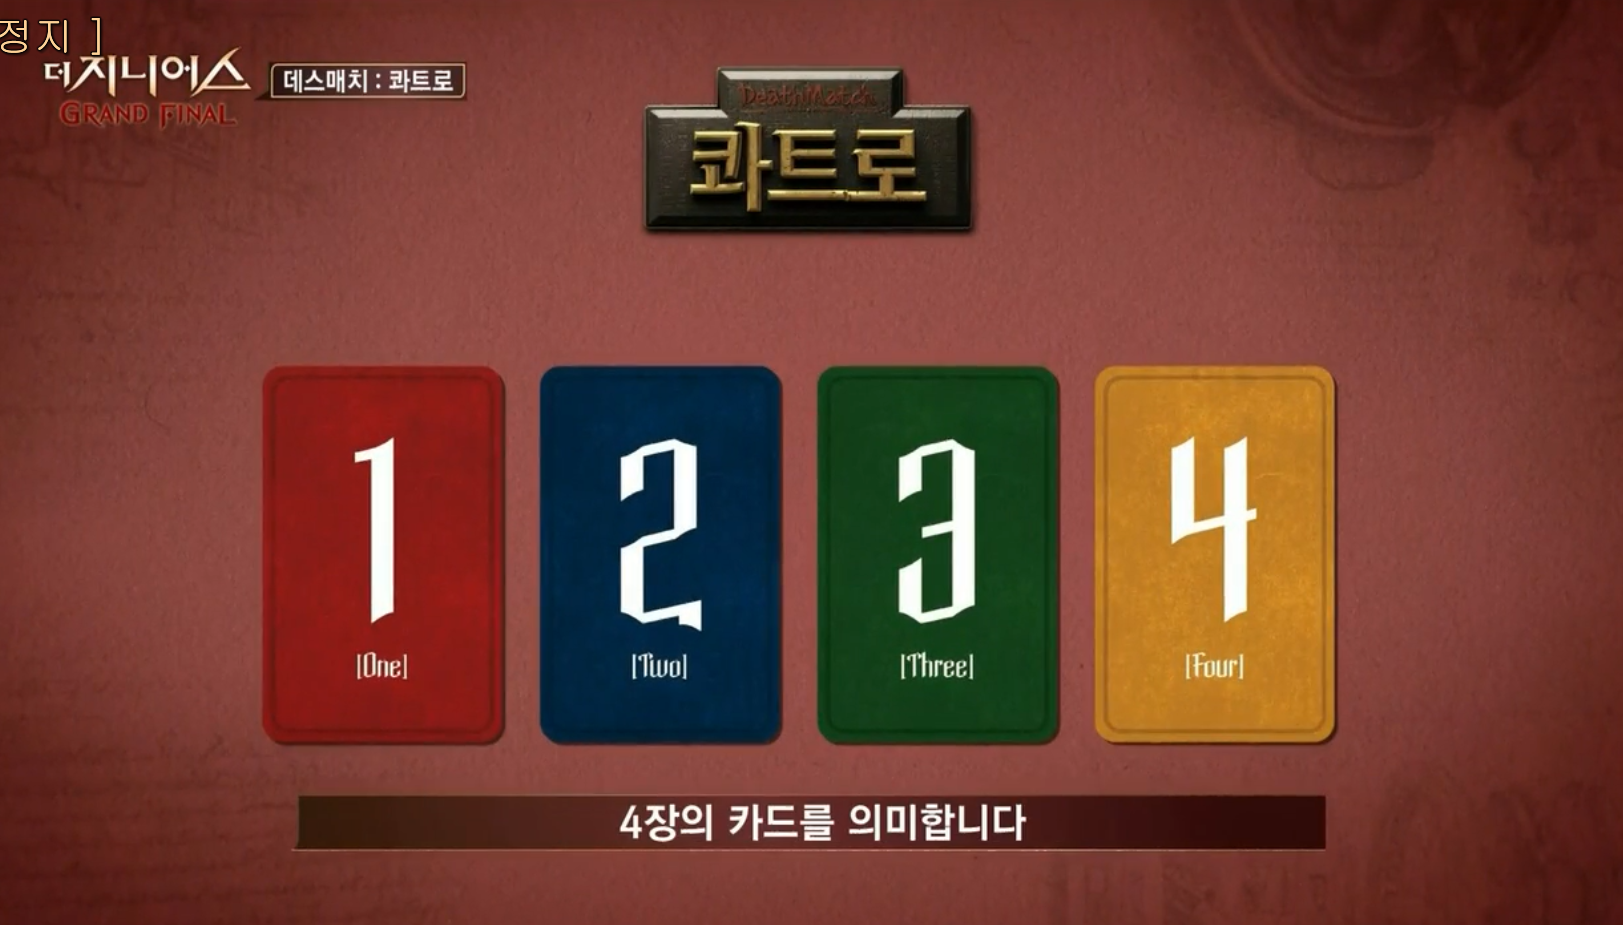 정지 ]
더 지니어스
GRAND FINAL
데스매치 : 콰트로
DeathMatch
콰트로
1
[One]
2
[Two]
3
[Three]
4
[Four]
4장의 카드를 의미합니다